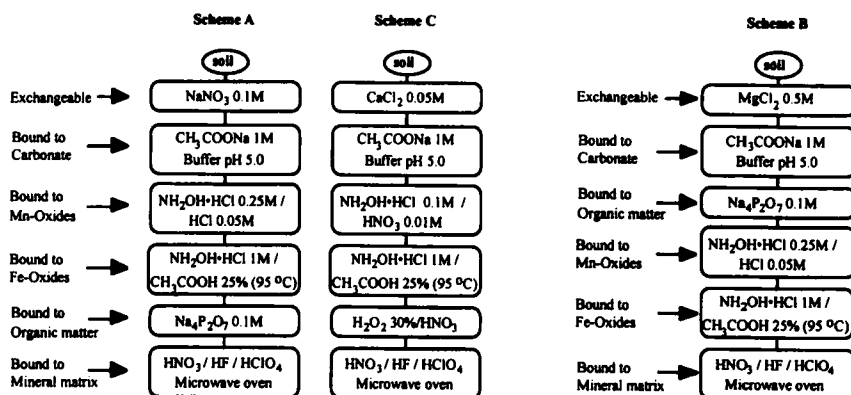 Scheme A
Scheme C
Scheme B
soil
soil
soil
Exchangeable
NaNO₃ 0.1M
CaCl₂ 0.05M
Exchangeable
MgCl₂ 0.5M
Bound to
Carbonate
CH₃COONa 1M
Buffer pH 5.0
CH₃COONa 1M
Buffer pH 5.0
Bound to
Carbonate
CH₃COONa 1M
Buffer pH 5.0
Bound to
Mn-Oxides
NH₂OH•HCl 0.25M /
HCl 0.05M
NH₂OH•HCl 0.1M /
HNO₃ 0.01M
Bound to
Organic matter
Na₄P₂O₇ 0.1M
Bound to
Fe-Oxides
NH₂OH•HCl 1M /
CH₃COOH 25% (95 ⁰C)
NH₂OH•HCl 1M /
CH₃COOH 25% (95 ⁰C)
Bound to
Mn-Oxides
NH₂OH•HCl 0.25M /
HCl 0.05M
Bound to
Organic matter
Na₄P₂O₇ 0.1M
H₂O₂ 30%/HNO₃
Bound to
Fe-Oxides
NH₂OH•HCl 1M /
CH₃COOH 25% (95 ⁰C)
Bound to
Mineral matrix
HNO₃ / HF / HClO₄
Microwave oven
HNO₃ / HF / HClO₄
Microwave oven
Bound to
Mineral matrix
HNO₃ / HF / HClO₄
Microwave oven